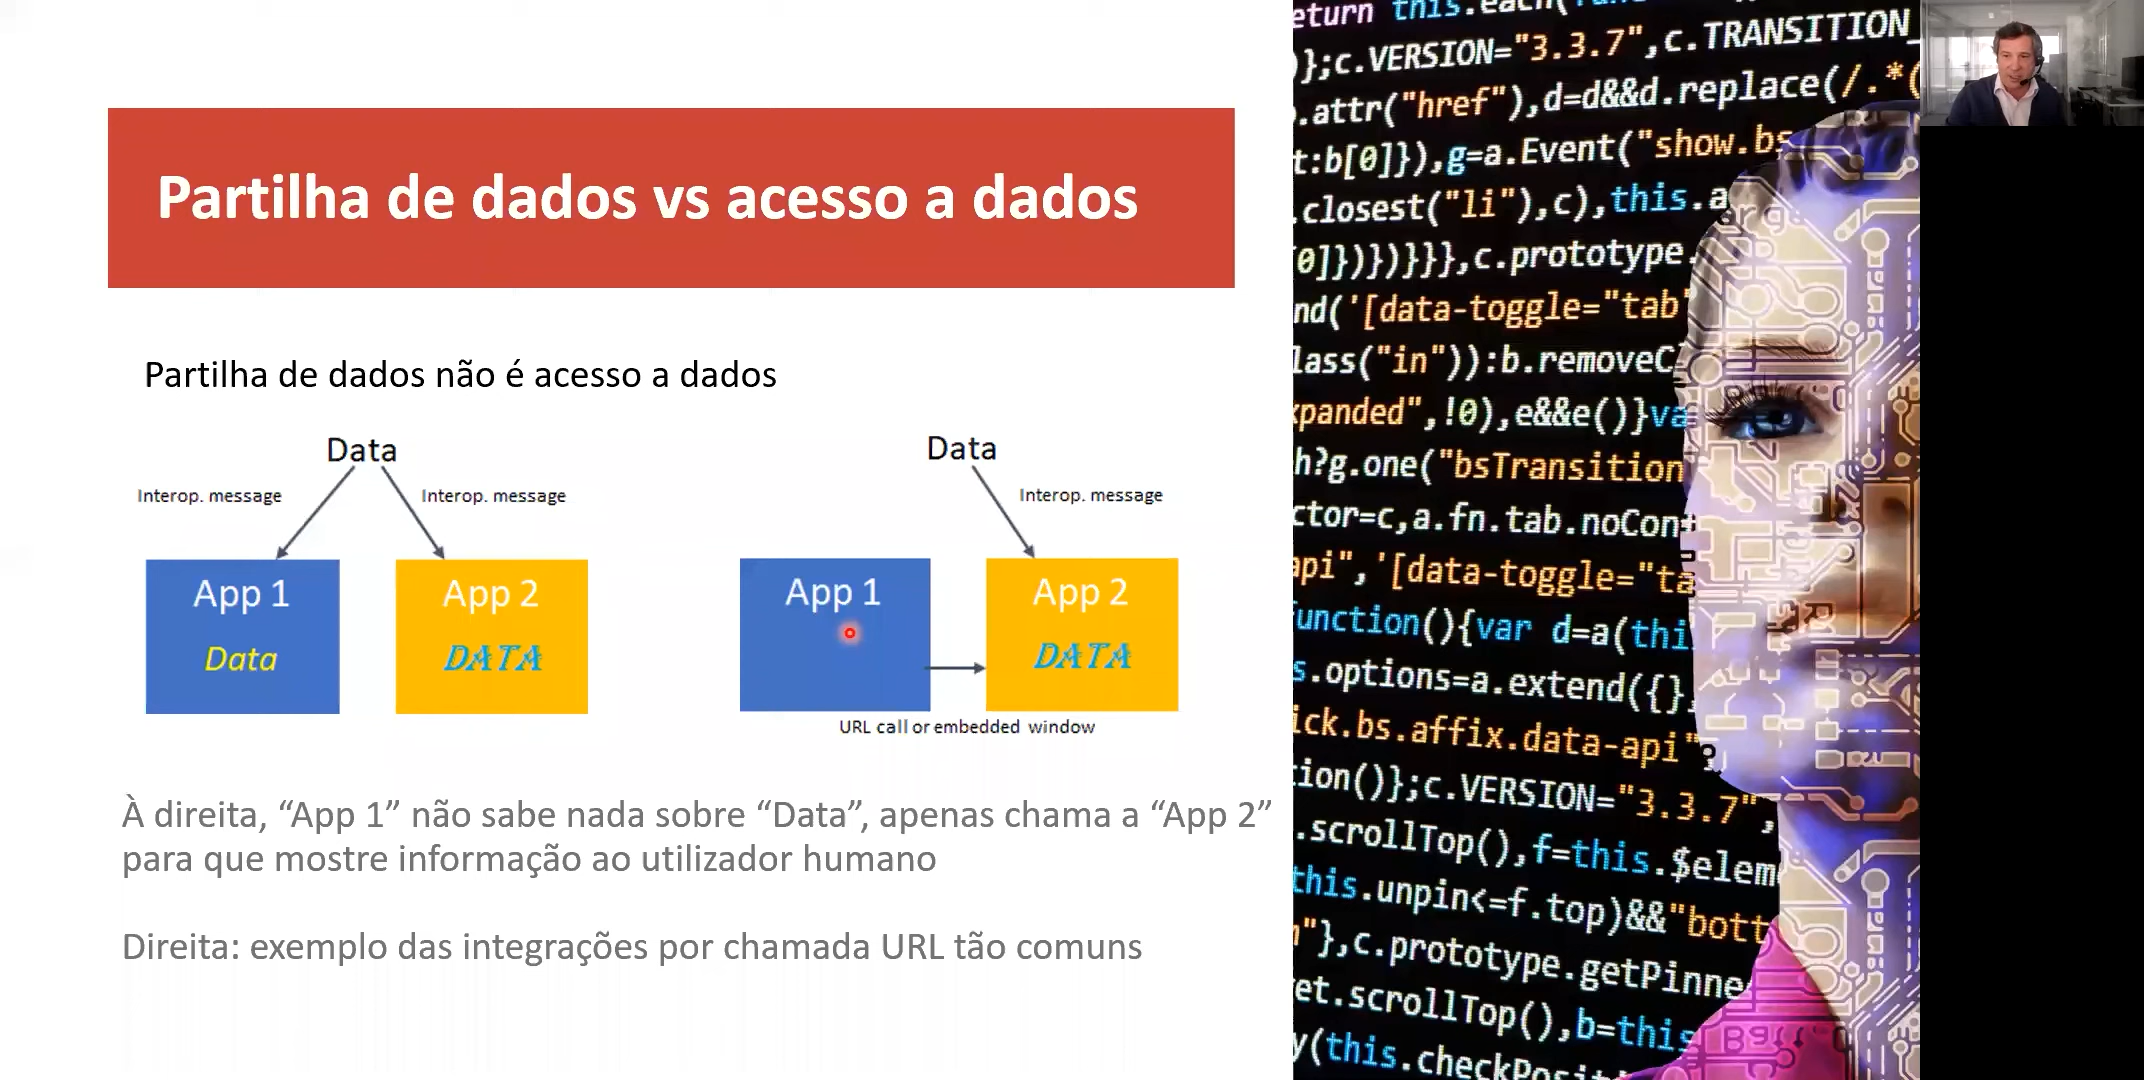 Partilha de dados vs acesso a dados
Partilha de dados não é acesso a dados
Data
Interop. message
Interop. message
App 1
Data
App 2
DATA
Data
Interop. message
App 1
App 2
DATA
URL call or embedded window
À direita, “App 1” não sabe nada sobre “Data”, apenas chama a “App 2”
para que mostre informação ao utilizador humano
Direita: exemplo das integrações por chamada URL tão comuns
eturn this.each(
)};c.VERSION="3.3.7",c.TRANSITION_
.attr("href"),d=d&&d.replace(/.*(
t:b[0]}),g=a.Event("show.bs
.closest("li"),c),this.a
[0]})})}}},c.prototype.
nd('[data-toggle="tab"
lass("in")):b.removeC
xpanded",!0),e&&e()}va
h?g.one("bsTransition
ctor=c,a.fn.tab.noCon
api",'[data-toggle="ta
unction(){var d=a(thi
s.options=a.extend({}
ick.bs.affix.data-api"
tion()};c.VERSION="3.3.7",
.scrollTop(),f=this.$elem
this.unpin<=f.top)&&"bott
"},c.prototype.getPinne
et.scrollTop(),b=this
y(this.checkPosit